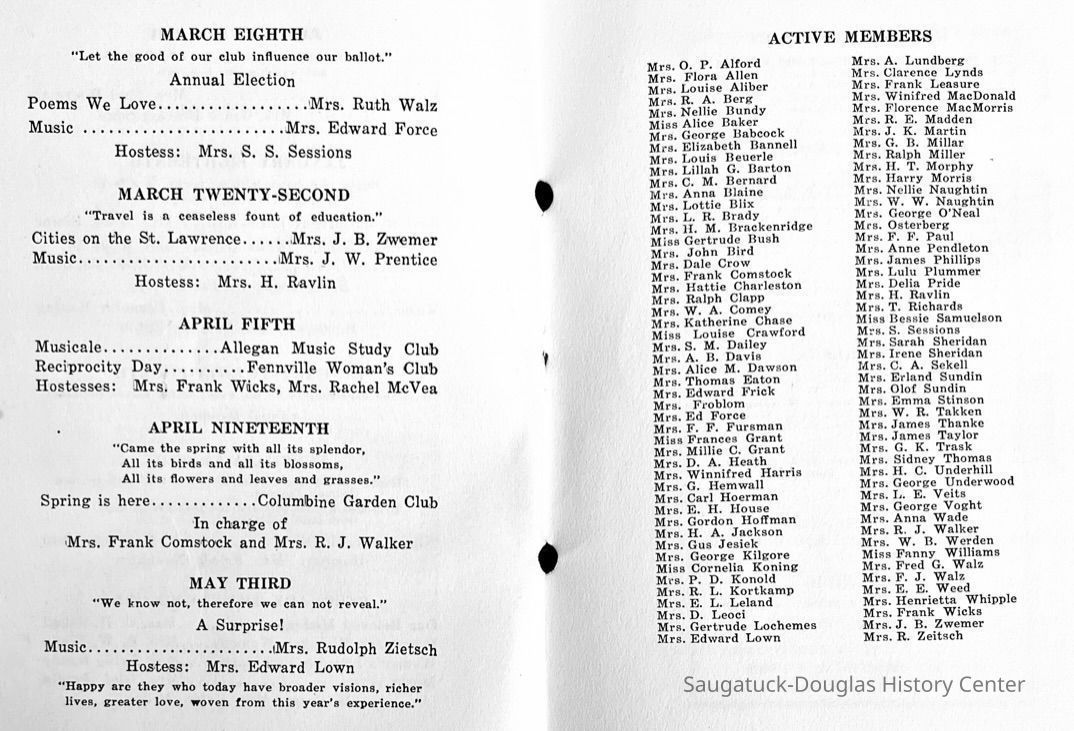 MARCH EIGHTH
"Let the good of our club influence our ballot."
Annual Election
Poems We Love..................Mrs. Ruth Walz
Music ........................Mrs. Edward Force
Hostess: Mrs. S. S. Sessions
MARCH TWENTY-SECOND
"Travel is a ceaseless fount of education."
Cities on the St. Lawrence......Mrs. J. B. Zwemer
Music........................Mrs. J. W. Prentice
Hostess: Mrs. H. Ravlin
APRIL FIFTH
Musicale..............Allegan Music Study Club
Reciprocity Day..........Fennville Woman's Club
Hostesses: Mrs. Frank Wicks, Mrs. Rachel McVea
APRIL NINETEENTH
"Came the spring with all its splendor,
All its birds and all its blossoms,
All its flowers and leaves and grasses."
Spring is here.............Columbine Garden Club
In charge of
Mrs. Frank Comstock and Mrs. R. J. Walker
MAY THIRD
"We know not, therefore we can not reveal."
A Surprise!
Music.......................Mrs. Rudolph Zietsch
Hostess: Mrs. Edward Lown
"Happy are they who today have broader visions, richer
lives, greater love, woven from this year's experience."
ACTIVE MEMBERS
Mrs. O. P. Alford
Mrs. Flora Allen
Mrs. Louise Aliber
Mrs. R. A. Berg
Mrs. Nellie Bundy
Miss Alice Baker
Mrs. George Babcock
Mrs. Elizabeth Bannell
Mrs. Louis Beuerle
Mrs. Lillah G. Barton
Mrs. C. M. Bernard
Mrs. Anna Blaine
Mrs. Lottie Blix
Mrs. L. R. Brady
Mrs. H. M. Brackenridge
Miss Gertrude Bush
Mrs. John Bird
Mrs. Dale Crow
Mrs. Frank Comstock
Mrs. Hattie Charleston
Mrs. Ralph Clapp
Mrs. W. A. Comey
Mrs. Katherine Chase
Miss Louise Crawford
Mrs. S. M. Dailey
Mrs. A. B. Davis
Mrs. Alice M. Dawson
Mrs. Thomas Eaton
Mrs. Edward Frick
Mrs. Froblom
Mrs. Ed Force
Mrs. F. F. Fursman
Miss Frances Grant
Mrs. Millie C. Grant
Mrs. D. A. Heath
Mrs. Winnifred Harris
Mrs. G. Hemwall
Mrs. Carl Hoerman
Mrs. E. H. House
Mrs. Gordon Hoffman
Mrs. H. A. Jackson
Mrs. Gus Jesiek
Mrs. George Kilgore
Miss Cornelia Koning
Mrs. P. D. Konold
Mrs. R. L. Kortkamp
Mrs. E. L. Leland
Mrs. D. Leoci
Mrs. Gertrude Lochemes
Mrs. Edward Lown
Mrs. A. Lundberg
Mrs. Clarence Lynds
Mrs. Frank Leasure
Mrs. Winifred MacDonald
Mrs. Florence MacMorris
Mrs. R. E. Madden
Mrs. J. K. Martin
Mrs. G. B. Millar
Mrs. Ralph Miller
Mrs. H. T. Morphy
Mrs. Harry Morris
Mrs. Nellie Naughtin
Mrs. W. W. Naughtin
Mrs. George O'Neal
Mrs. Osterberg
Mrs. F. F. Paul
Mrs. Anne Pendleton
Mrs. James Phillips
Mrs. Lulu Plummer
Mrs. Delia Pride
Mrs. H. Ravlin
Mrs. T. Richards
Miss Bessie Samuelson
Mrs. S. Sessions
Mrs. Sarah Sheridan
Mrs. Irene Sheridan
Mrs. C. A. Sekell
Mrs. Erland Sundin
Mrs. Olof Sundin
Mrs. Emma Stinson
Mrs. W. R. Takken
Mrs. James Thanke
Mrs. James Taylor
Mrs. G. K. Trask
Mrs. Sidney Thomas
Mrs. H. C. Underhill
Mrs. George Underwood
Mrs. L. E. Veits
Mrs. George Voght
Mrs. Anna Wade
Mrs. R. J. Walker
Mrs. W. B. Werden
Miss Fanny Williams
Mrs. Fred G. Walz
Mrs. F. J. Walz
Mrs. E. E. Weed
Mrs. Henrietta Whipple
Mrs. Frank Wicks
Mrs. J. B. Zwemer
Mrs. R. Zeitsch
Saugatuck-Douglas History Center